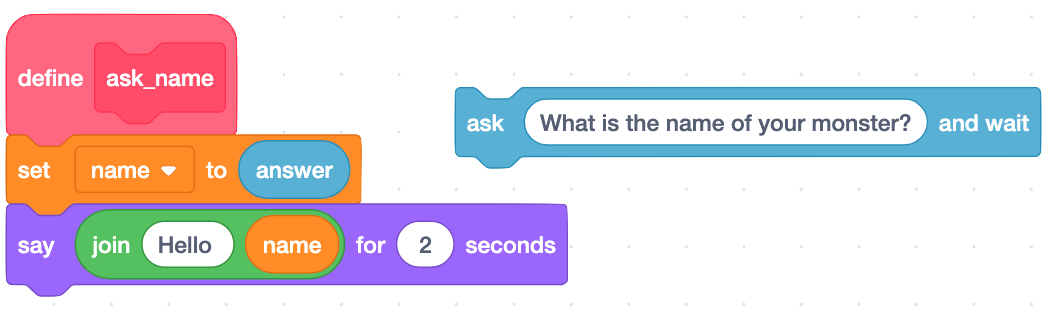 define ask_name
ask What is the name of your monster? and wait
set name to answer
say join Hello name for 2 seconds